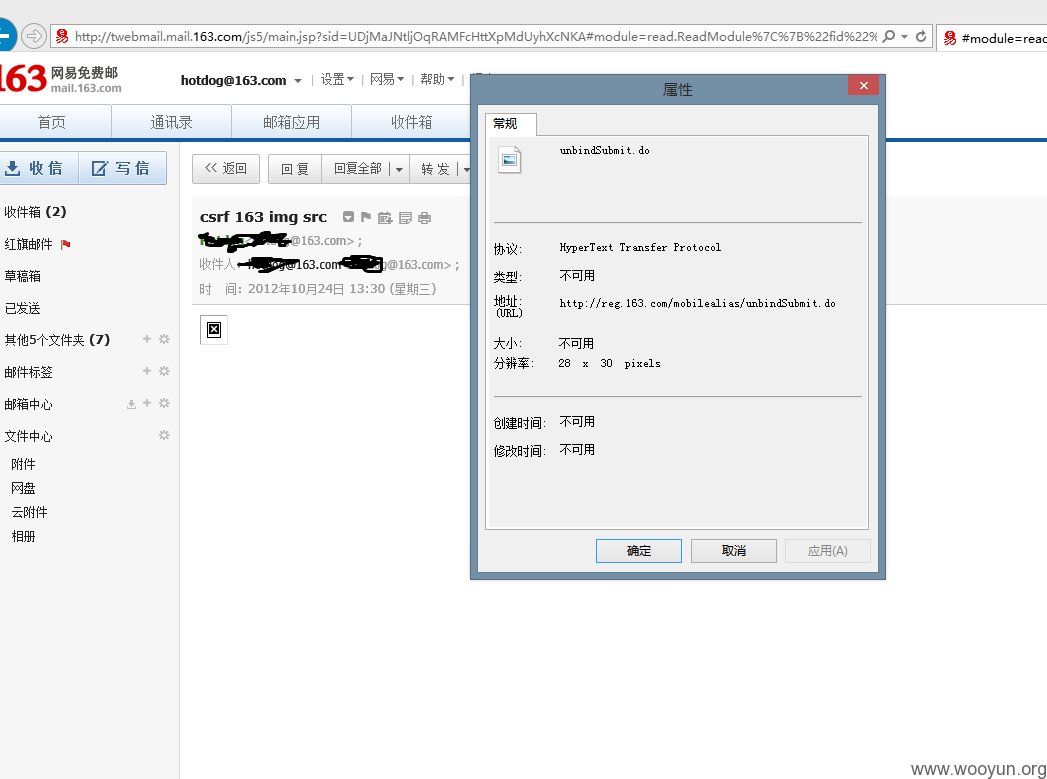 http://twebmail.mail.163.com/js5/main.jsp?sid=UDjMaJNtljOqRAMFcHttXpMdUyhXcNKA#module=read.ReadModule%7C%7B%22fid%22%
#module=read
163 网易免费邮
mail.163.com
hotdog@163.com
设置
网易
帮助
首页
通讯录
邮箱应用
收件箱
收信
写信
<< 返回
回复
回复全部
转发
收件箱 (2)
红旗邮件
草稿箱
已发送
其他5个文件夹 (7)
邮件标签
邮箱中心
文件中心
附件
网盘
云附件
相册
csrf 163 img src
@163.com> ;
收件人: @163.com @163.com> ;
时 间: 2012年10月24日 13:30 (星期三)
属性
常规
unbindSubmit.do
协议: HyperText Transfer Protocol
类型: 不可用
地址: http://reg.163.com/mobilealias/unbindSubmit.do
(URL)
大小: 不可用
分辨率: 28 x 30 pixels
创建时间: 不可用
修改时间: 不可用
确定
取消
应用(A)
www.wooyun.org